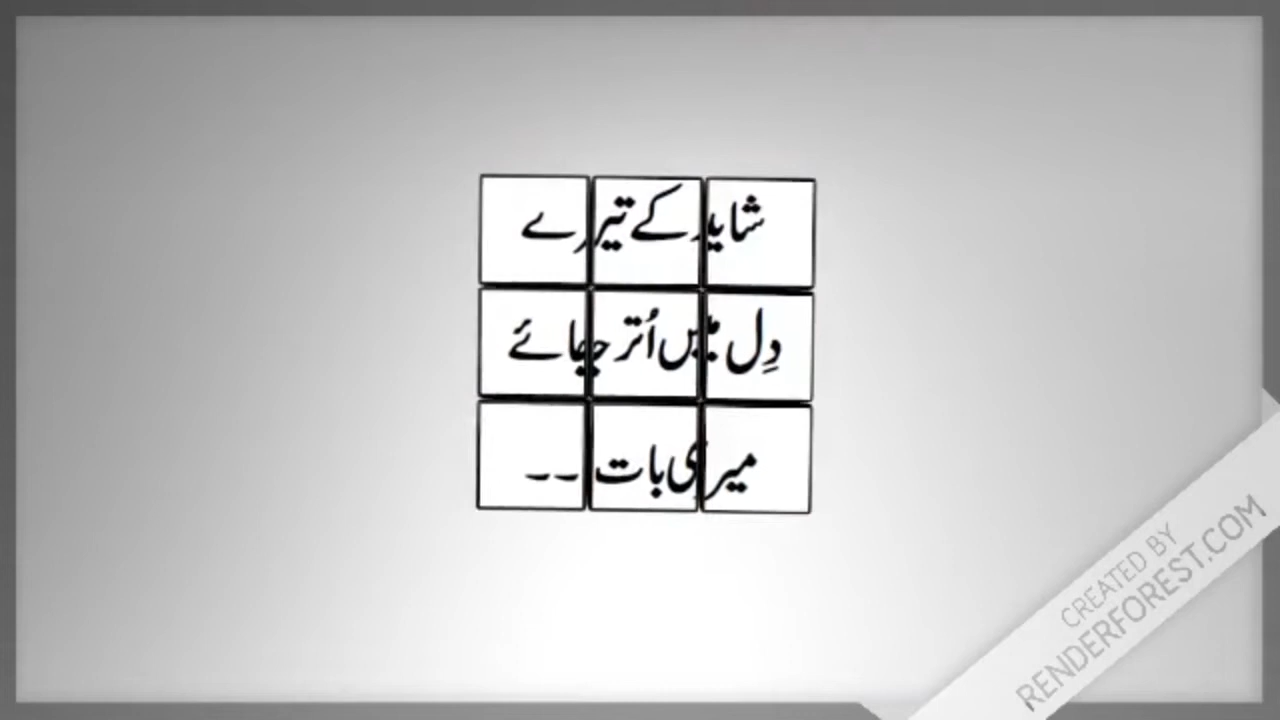 شاید کے تیرے
دِل میں اُتر جائے
میری بات ۔۔
CREATED BY
RENDERFOREST.COM